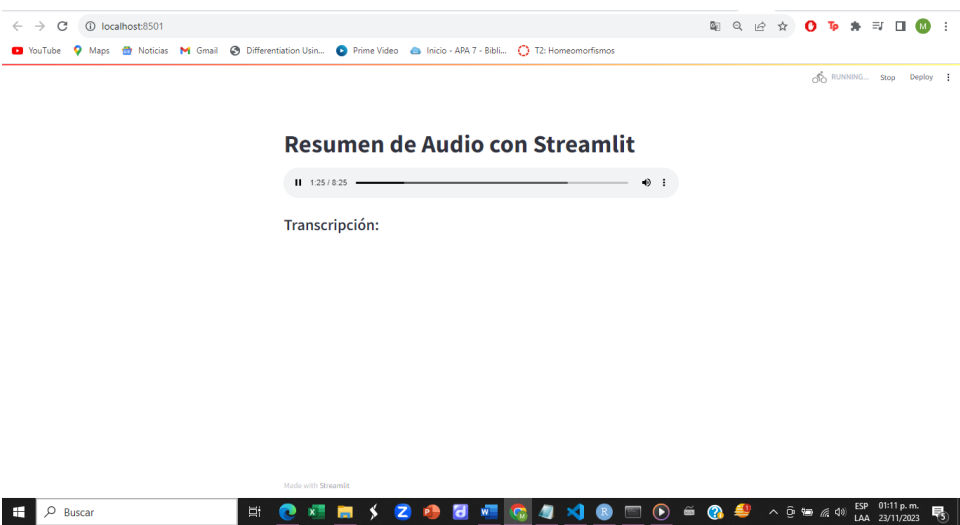 localhost:8501
YouTube Maps Noticias Gmail Differentiation Usin... Prime Video Inicio - APA 7 - Bibli... T2: Homeomorfismos
RUNNING... Stop Deploy
Resumen de Audio con Streamlit
1:25 / 8:25
Transcripción:
Made with Streamlit
Buscar
ESP 01:11 p. m.
LAA 23/11/2023